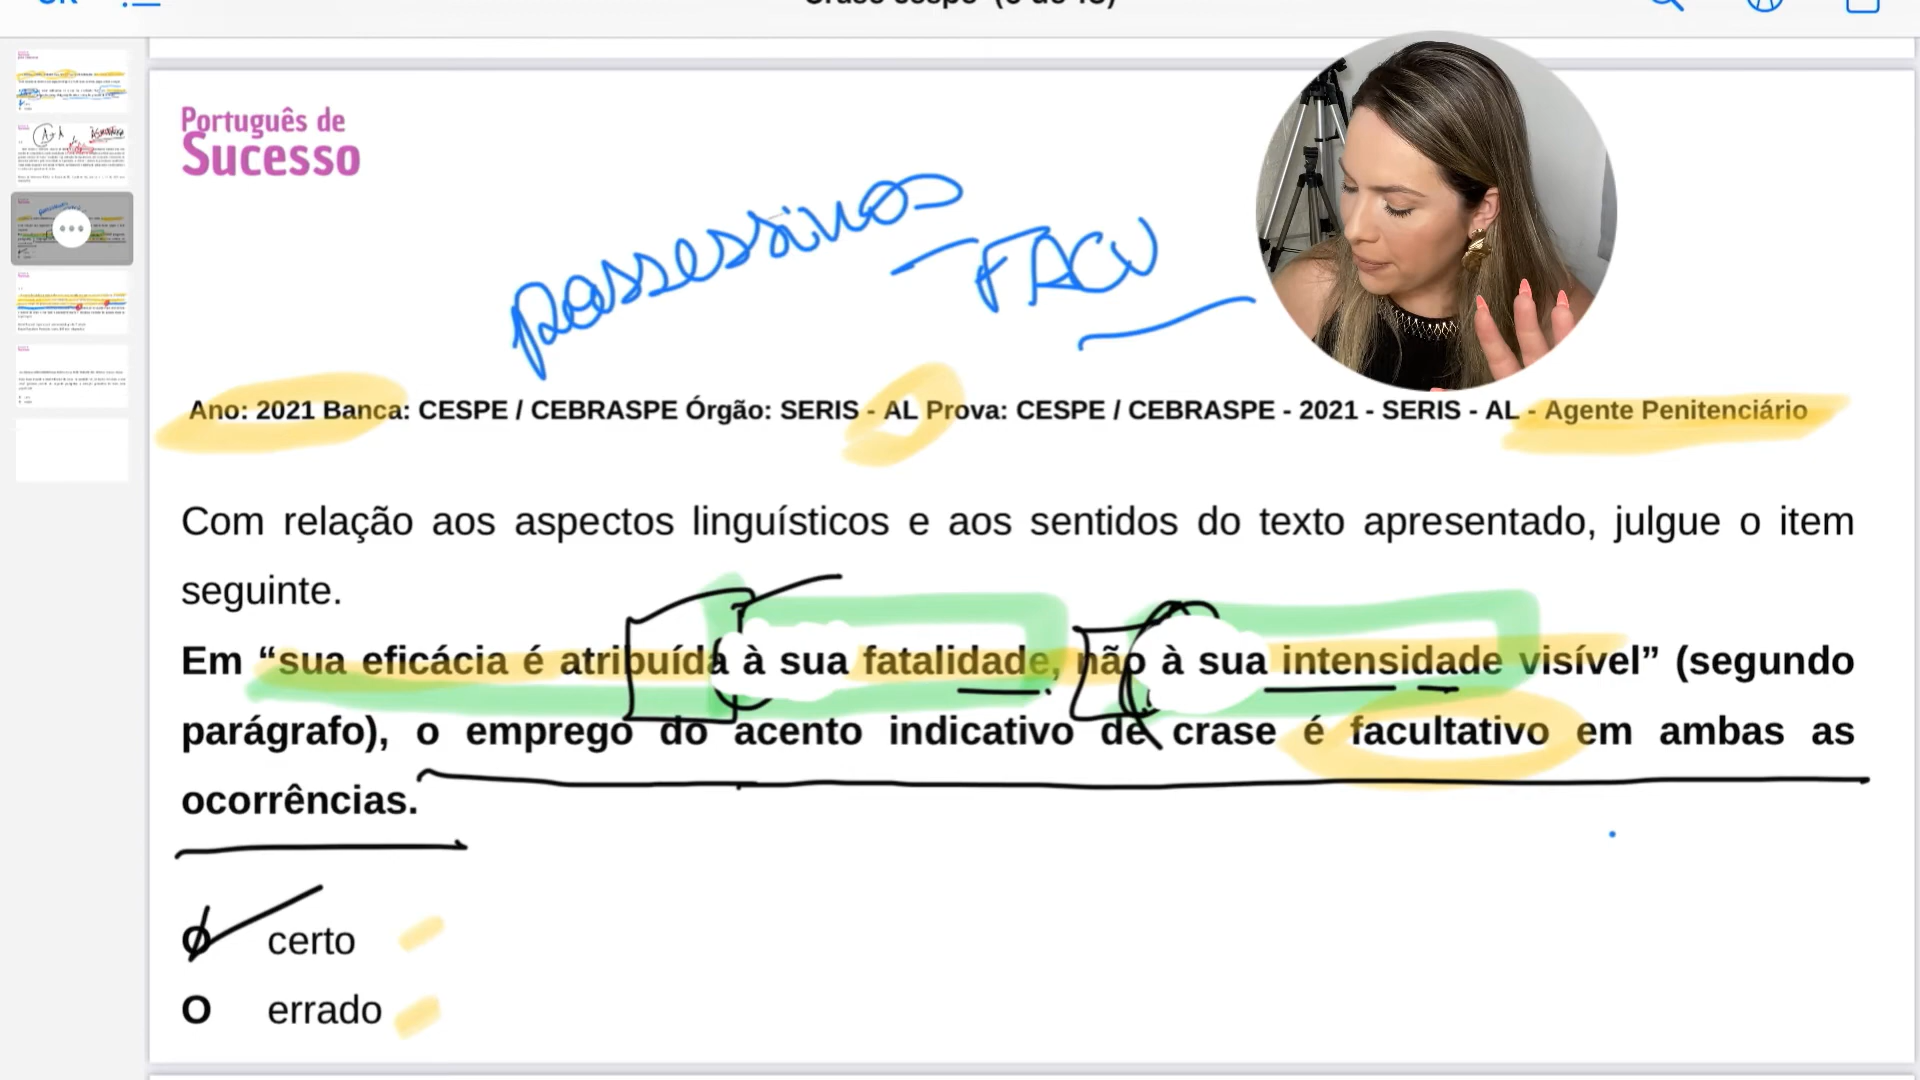 Português de
Sucesso
possessivos
- FACU
Ano: 2021 Banca: CESPE / CEBRASPE Órgão: SERIS - AL Prova: CESPE / CEBRASPE - 2021 - SERIS - AL - Agente Penitenciário
Com relação aos aspectos linguísticos e aos sentidos do texto apresentado, julgue o item
seguinte.
Em “sua eficácia é atribuída à sua fatalidade, não à sua intensidade visível” (segundo
parágrafo), o emprego do acento indicativo de crase é facultativo em ambas as
ocorrências.
O certo
O errado